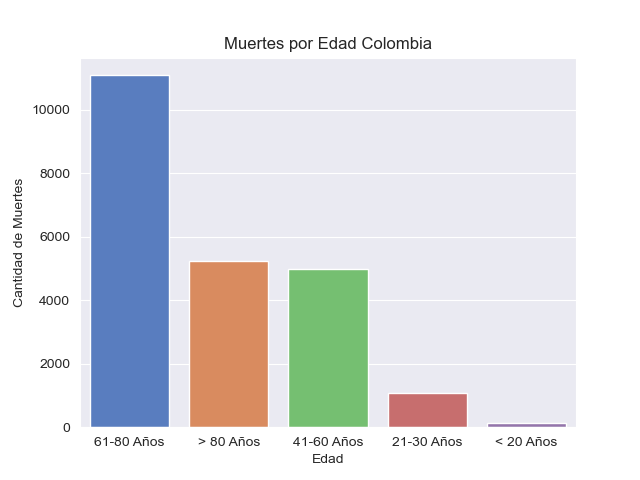 Muertes por Edad Colombia
Cantidad de Muertes
10000
8000
6000
4000
2000
0
61-80 Años
> 80 Años
41-60 Años
21-30 Años
< 20 Años
Edad